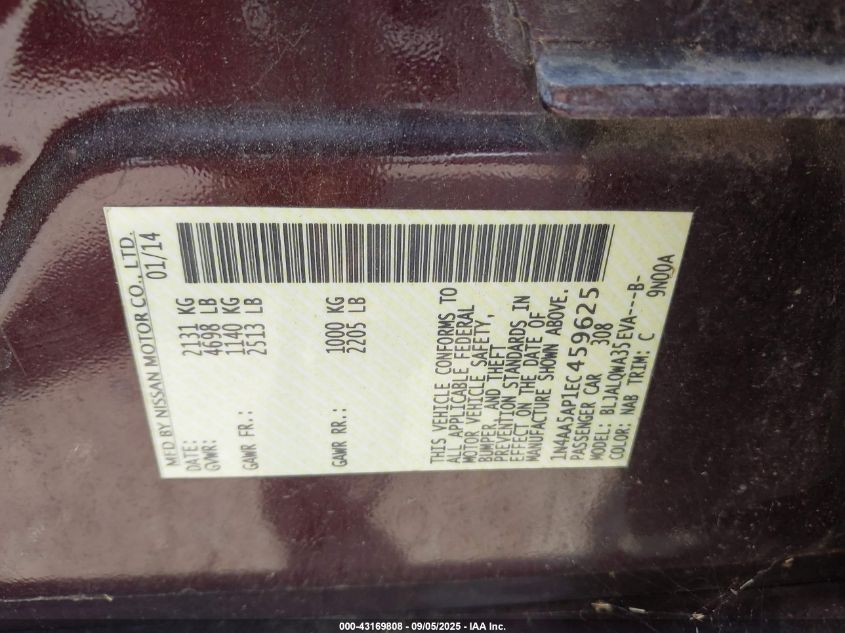 MFD BY NISSAN MOTOR CO., LTD.
DATE: 01/14
GVWR: 2131 KG
4698 LB
GAWR FR.: 1140 KG
2513 LB
GAWR RR.: 1000 KG
2205 LB
THIS VEHICLE CONFORMS TO
ALL APPLICABLE FEDERAL
MOTOR VEHICLE SAFETY,
BUMPER, AND THEFT
PREVENTION STANDARDS IN
EFFECT ON THE DATE OF
MANUFACTURE SHOWN ABOVE.
1N4AA5AP1EC459625
PASSENGER CAR 308
MODEL: BLJALQWA35EVA---B-
COLOR: NAB TRIM: C 9N00A
000-43169808 - 09/05/2025 - IAA Inc.